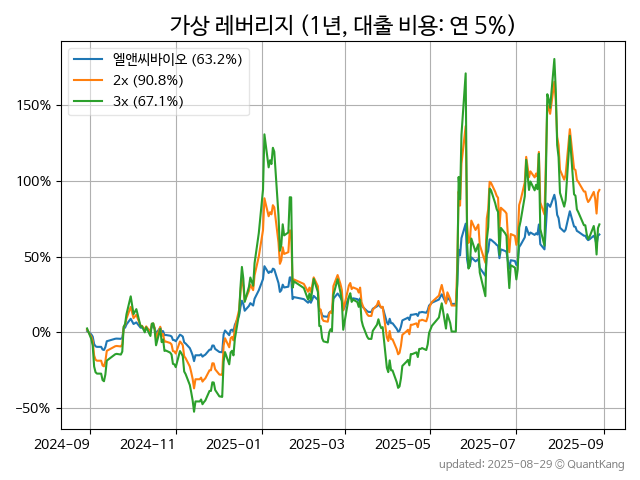 가상 레버리지 (1년, 대출 비용: 연 5%)
엘앤씨바이오 (63.2%)
2x (90.8%)
3x (67.1%)
150%
100%
50%
0%
−50%
2024-09 2024-11 2025-01 2025-03 2025-05 2025-07 2025-09
updated: 2025-08-29 © QuantKang